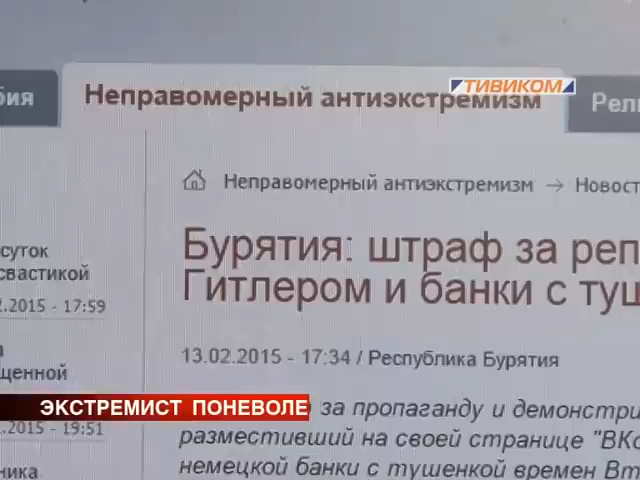 ТИВИКОМ
бия
Неправомерный антиэкстремизм
Рели
Неправомерный антиэкстремизм → Новост
суток
свастикой
.2015 - 17:59
Бурятия: штраф за реп
Гитлером и банки с туш
13.02.2015 - 17:34 / Республика Бурятия
щенной
ЭКСТРЕМИСТ ПОНЕВОЛЕ
за пропаганду и демонстри
.2015 - 19:51
разместивший на своей странице "ВКо
немецкой банки с тушенкой времен Вт
ника